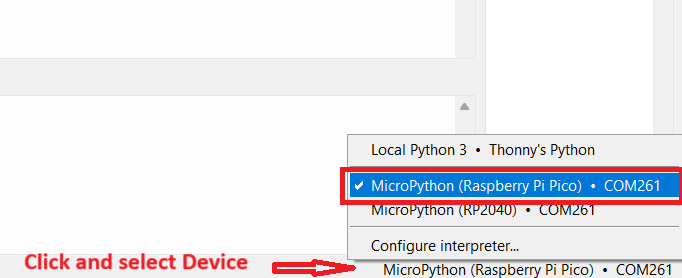 Local Python 3 • Thonny's Python
✓ MicroPython (Raspberry Pi Pico) • COM261
MicroPython (RP2040) • COM261
Configure interpreter...
Click and select Device
MicroPython (Raspberry Pi Pico) • COM261